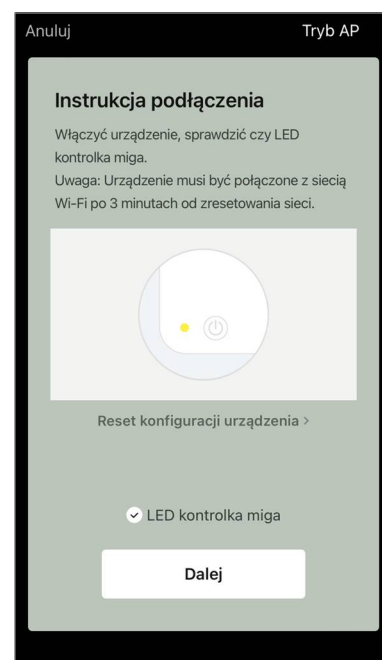 Anuluj Tryb AP
Instrukcja podłączenia
Włączyć urządzenie, sprawdzić czy LED
kontrolka miga.
Uwaga: Urządzenie musi być połączone z siecią
Wi-Fi po 3 minutach od zresetowania sieci.
Reset konfiguracji urządzenia >
LED kontrolka miga
Dalej